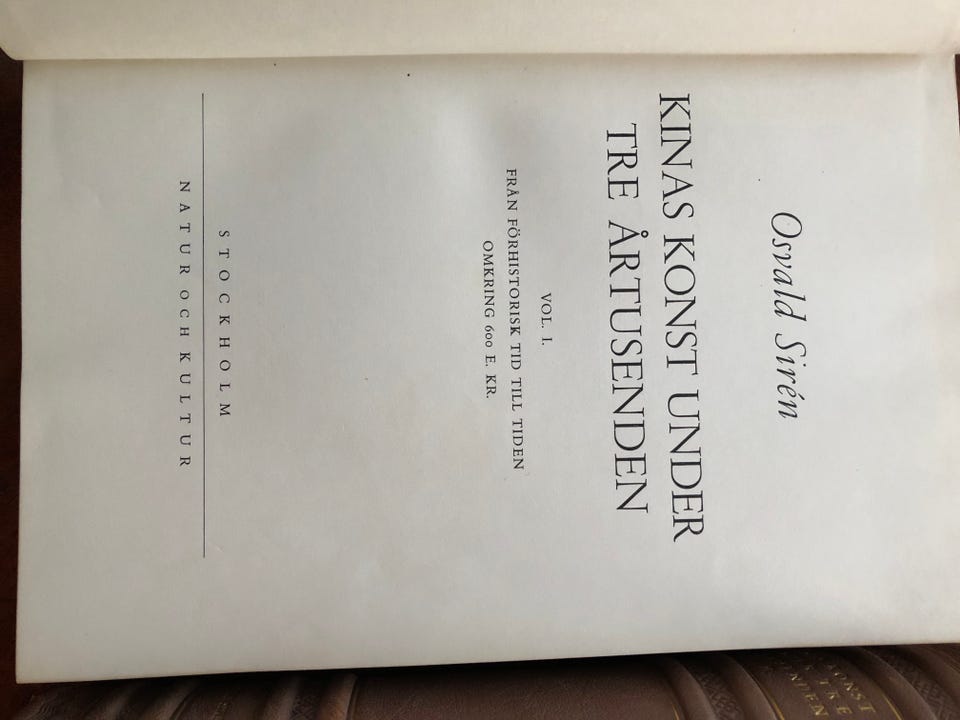 Osvald Sirén
KINAS KONST UNDER
TRE ÅRTUSENDEN
VOL. I.
FRÅN FÖRHISTORISK TID TILL TIDEN
OMKRING 600 E. KR.
STOCKHOLM
NATUR OCH KULTUR
KONST